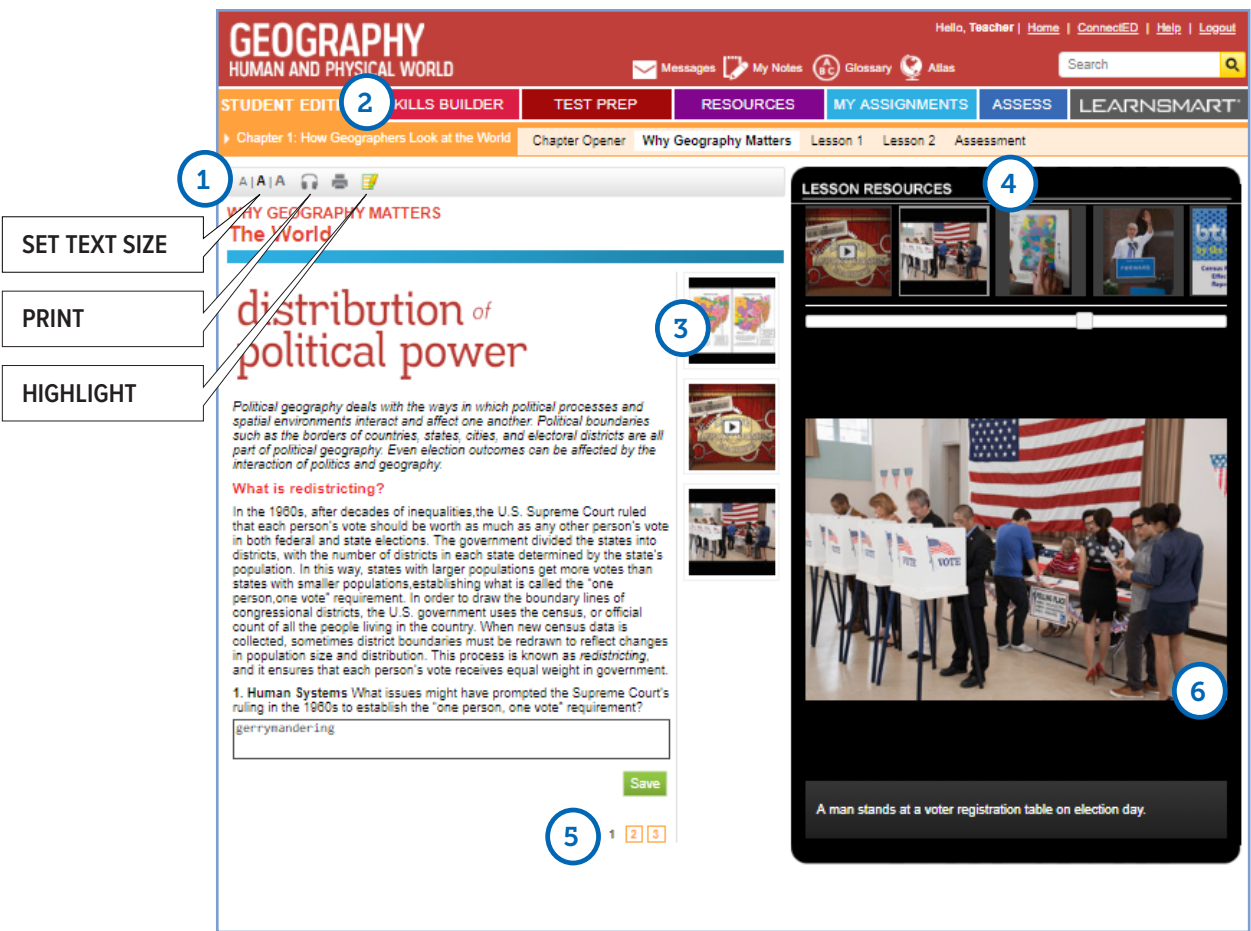 GEOGRAPHY
HUMAN AND PHYSICAL WORLD
Hello, Teacher | Home | ConnectED | Help | Logout
Messages My Notes Glossary Atlas
Search
STUDENT EDITI 2 KILLS BUILDER TEST PREP RESOURCES MY ASSIGNMENTS ASSESS LEARNSMART
Chapter 1: How Geographers Look at the World Chapter Opener Why Geography Matters Lesson 1 Lesson 2 Assessment
1 A | A | A
SET TEXT SIZE
PRINT
HIGHLIGHT
WHY GEOGRAPHY MATTERS
The World
distribution of
political power
3
Political geography deals with the ways in which political processes and
spatial environments interact and affect one another. Political boundaries
such as the borders of countries, states, cities, and electoral districts are all
part of political geography. Even election outcomes can be affected by the
interaction of politics and geography.
What is redistricting?
In the 1960s, after decades of inequalities,the U.S. Supreme Court ruled
that each person's vote should be worth as much as any other person's vote
in both federal and state elections. The government divided the states into
districts, with the number of districts in each state determined by the state's
population. In this way, states with larger populations get more votes than
states with smaller populations,establishing what is called the "one
person,one vote" requirement. In order to draw the boundary lines of
congressional districts, the U.S. government uses the census, or official
count of all the people living in the country. When new census data is
collected, sometimes district boundaries must be redrawn to reflect changes
in population size and distribution. This process is known as redistricting,
and it ensures that each person's vote receives equal weight in government.
1. Human Systems What issues might have prompted the Supreme Court's
ruling in the 1960s to establish the "one person, one vote" requirement?
gerrymandering
Save
5 1 2 3
LESSON RESOURCES 4
FORWARD
VOTE VOTE
POLLING PLACE
6
A man stands at a voter registration table on election day.